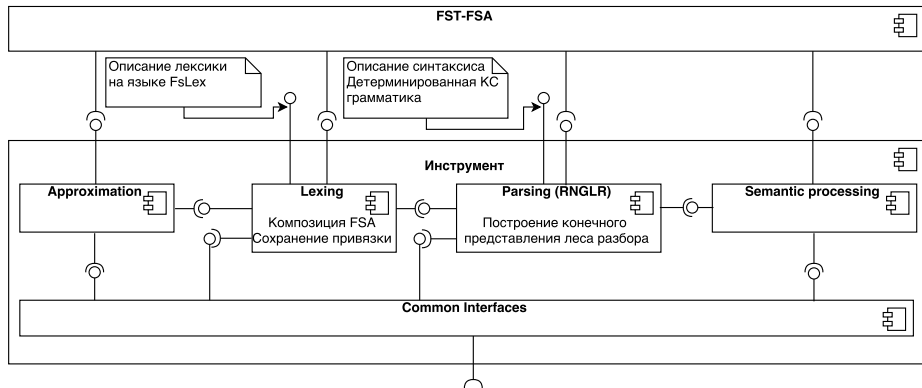 FST-FSA
Описание лексики
на языке FsLex
Описание синтаксиса
Детерминированная КС
грамматика
Инструмент
Approximation
Lexing
Композиция FSA
Сохранение привязки
Parsing (RNGLR)
Построение конечного
представления леса разбора
Semantic processing
Common Interfaces